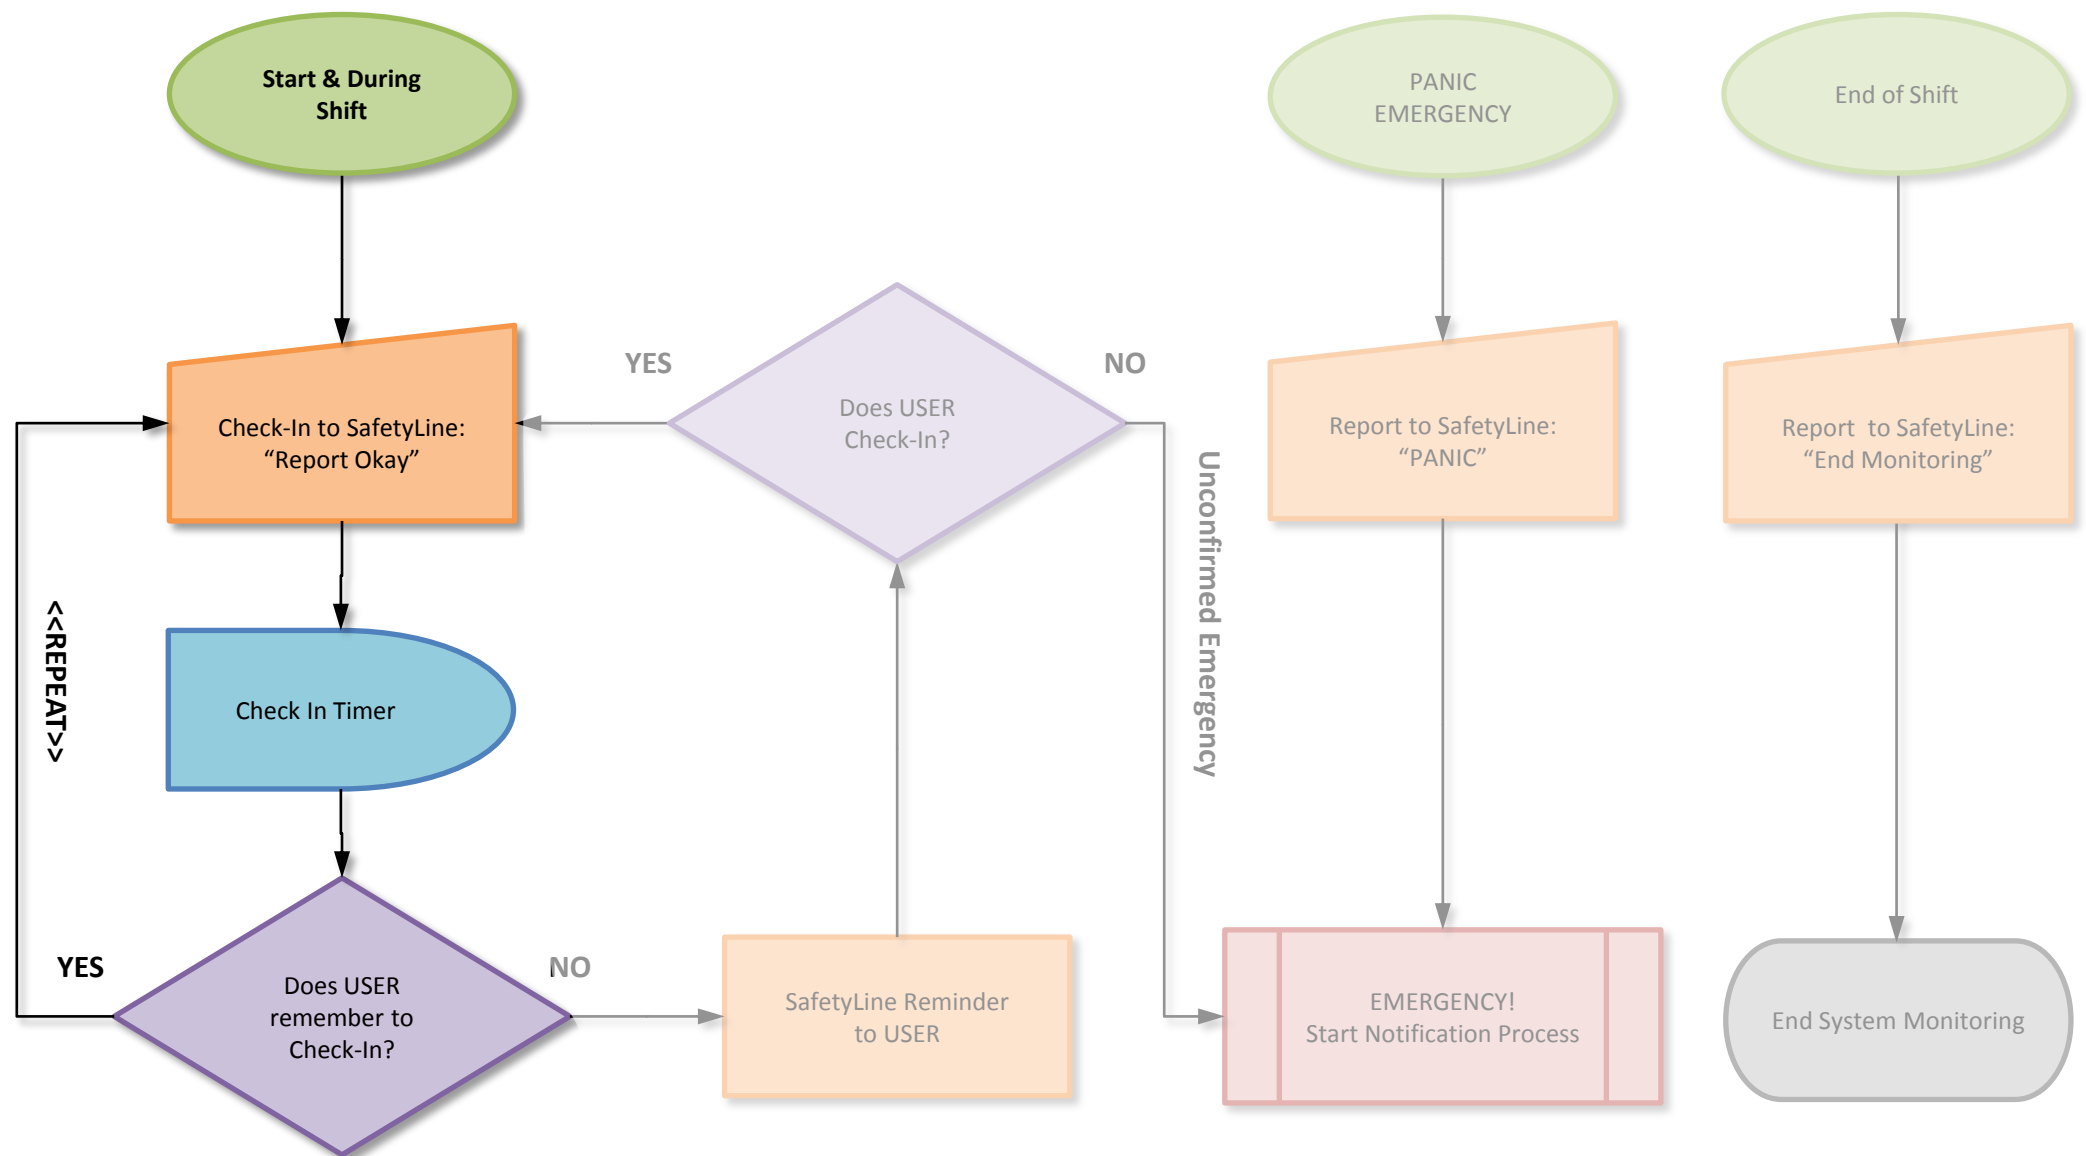 Start & During
Shift
PANIC
EMERGENCY
End of Shift
YES
NO
Check-In to SafetyLine:
“Report Okay”
Does USER
Check-In?
Report to SafetyLine:
“PANIC”
Report  to SafetyLine:
“End Monitoring”
Unconfirmed Emergency
<<REPEAT>>
Check In Timer
YES
NO
Does USER
remember to
Check-In?
SafetyLine Reminder
to USER
EMERGENCY!
Start Notification Process
End System Monitoring